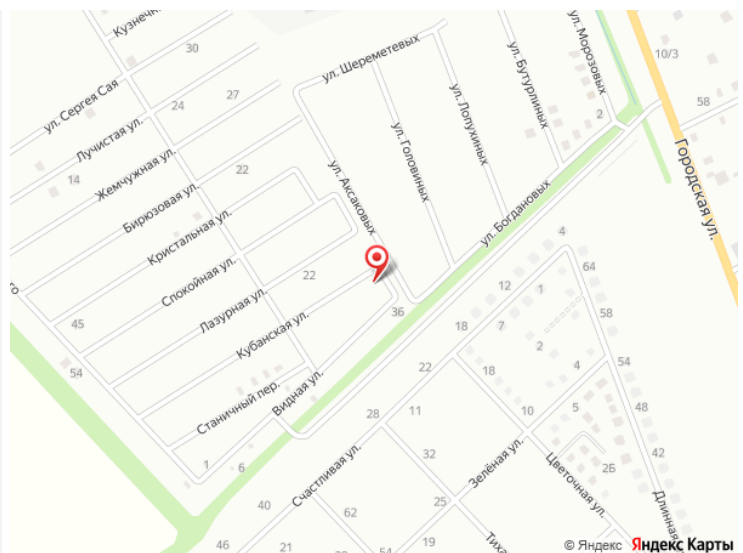 Кузнечн
30
ул. Сергея Сая
24
Лучистая ул.
27
Жемчужная ул.
14
22
Бирюзовая ул.
Кристальная ул.
Спокойная ул.
22
Лазурная ул.
45
Кубанская ул.
36
54
Станичный пер.
Видная ул.
1
6
ул. Шереметевых
ул. Аксаковых
ул. Головиных
ул. Лопухиных
ул. Бутурлиных
ул. Морозовых
2
ул. Богдановых
10/3
58
Городская ул.
4
64
12
1
18
7
58
2
22
4
54
18
28
11
10
5
48
Счастливая ул.
32
Зелёная ул.
2Б
42
25
Цветочная ул.
Длинная
40
62
46
21
54
19
18
Тиха
© Яндекс Яндекс Карты